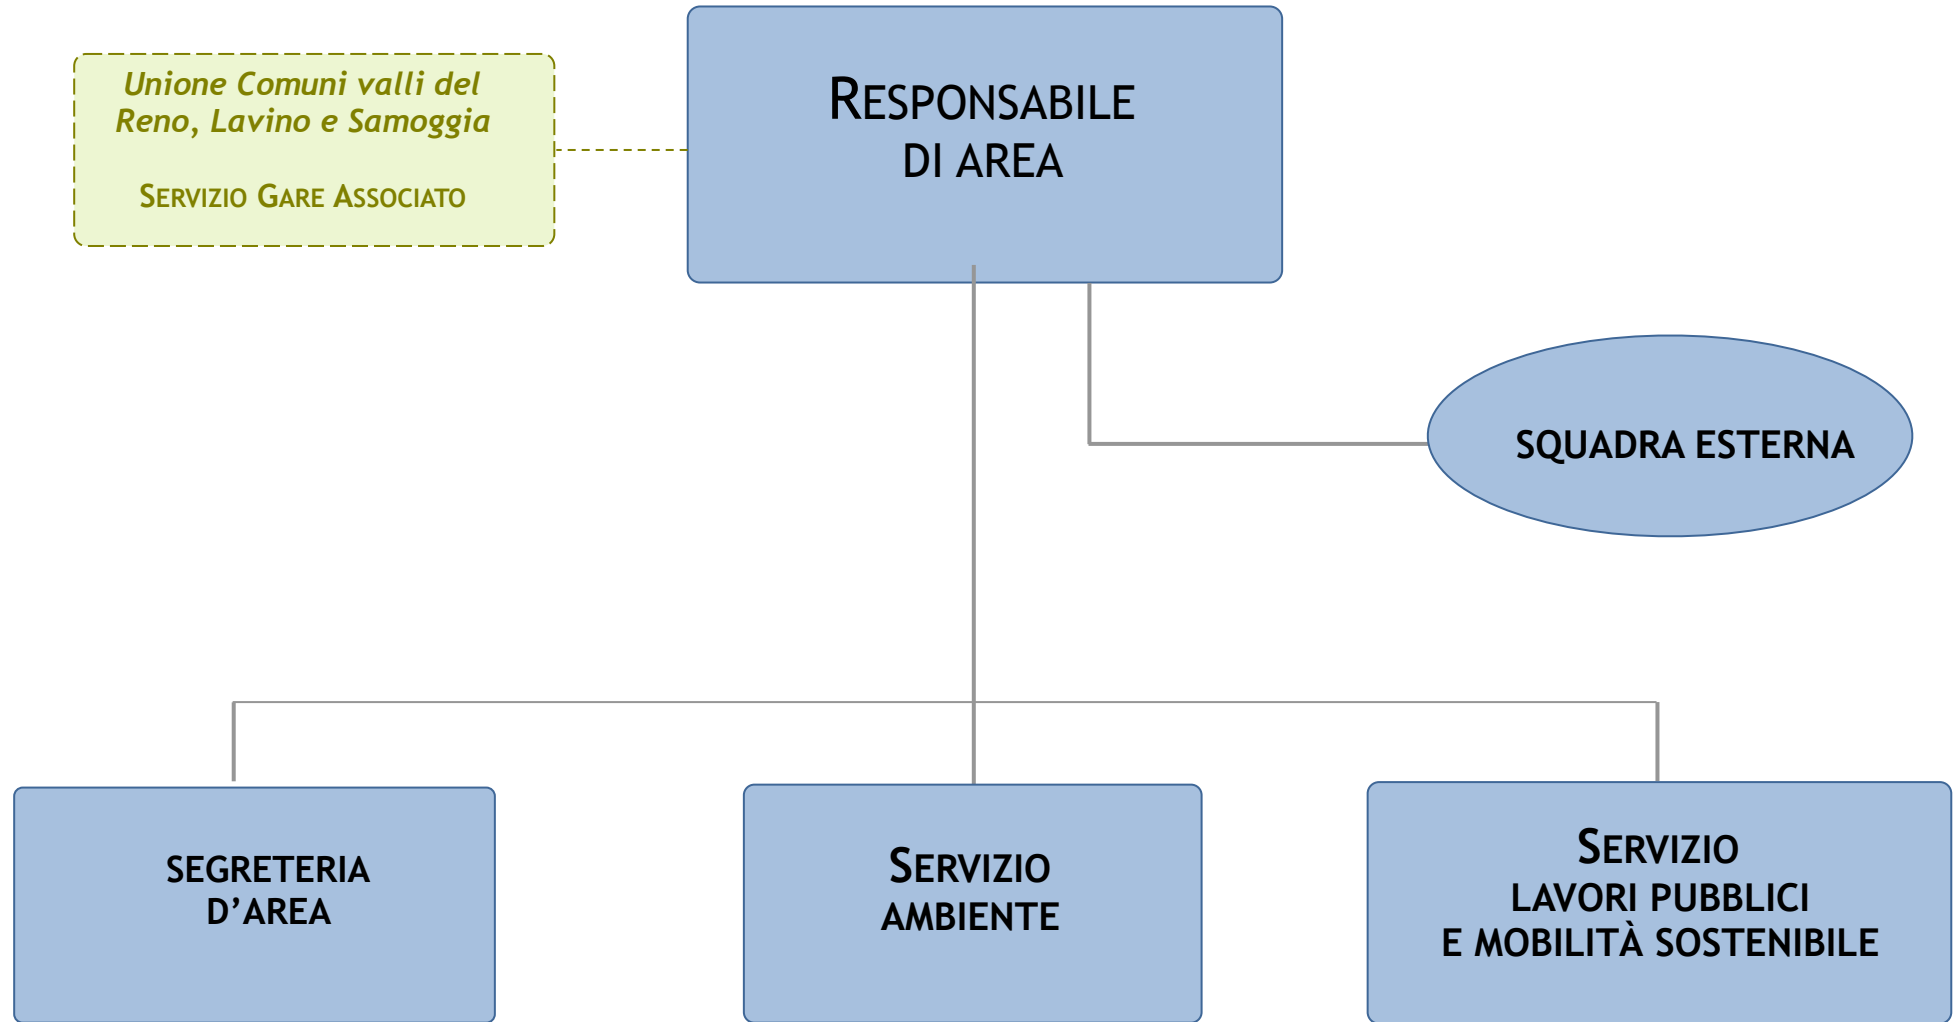 Unione Comuni valli del
Reno, Lavino e Samoggia
SERVIZIO GARE ASSOCIATO
RESPONSABILE
DI AREA
SQUADRA ESTERNA
SEGRETERIA
D’AREA
SERVIZIO
AMBIENTE
SERVIZIO
LAVORI PUBBLICI
E MOBILITÀ SOSTENIBILE